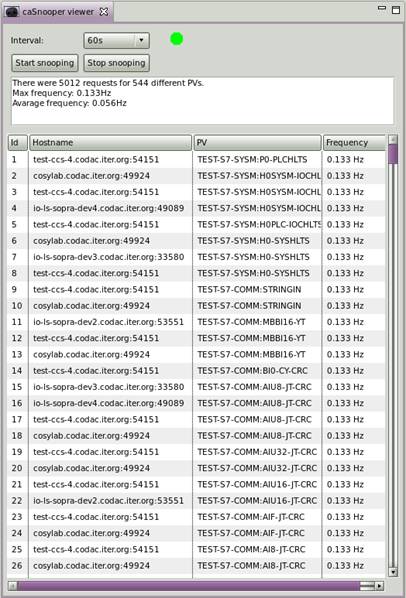 caSnooper viewer
Interval: 60s
Start snooping Stop snooping
There were 5012 requests for 544 different PVs.
Max frequency: 0.133Hz
Avarage frequency: 0.056Hz
Id Hostname PV Frequency
1 test-ccs-4.codac.iter.org:54151 TEST-S7-SYSM:P0-PLCHLTS 0.133 Hz
2 cosylab.codac.iter.org:49924 TEST-S7-SYSM:H0SYSM-IOCHL 0.133 Hz
3 test-ccs-4.codac.iter.org:54151 TEST-S7-SYSM:H0SYSM-IOCHL 0.133 Hz
4 io-ls-sopra-dev4.codac.iter.org:49089 TEST-S7-SYSM:H0SYSM-IOCHL 0.133 Hz
5 test-ccs-4.codac.iter.org:54151 TEST-S7-SYSM:H0PLC-IOCHLTS 0.133 Hz
6 cosylab.codac.iter.org:49924 TEST-S7-SYSM:H0-SYSHLTS 0.133 Hz
7 io-ls-sopra-dev3.codac.iter.org:33580 TEST-S7-SYSM:H0-SYSHLTS 0.133 Hz
8 test-ccs-4.codac.iter.org:54151 TEST-S7-SYSM:H0-SYSHLTS 0.133 Hz
9 test-ccs-4.codac.iter.org:54151 TEST-S7-COMM:STRINGIN 0.133 Hz
10 cosylab.codac.iter.org:49924 TEST-S7-COMM:STRINGIN 0.133 Hz
11 io-ls-sopra-dev2.codac.iter.org:53551 TEST-S7-COMM:MBBI16-YT 0.133 Hz
12 test-ccs-4.codac.iter.org:54151 TEST-S7-COMM:MBBI16-YT 0.133 Hz
13 cosylab.codac.iter.org:49924 TEST-S7-COMM:MBBI16-YT 0.133 Hz
14 test-ccs-4.codac.iter.org:54151 TEST-S7-COMM:BI0-CY-CRC 0.133 Hz
15 io-ls-sopra-dev3.codac.iter.org:33580 TEST-S7-COMM:AIU8-JT-CRC 0.133 Hz
16 io-ls-sopra-dev4.codac.iter.org:49089 TEST-S7-COMM:AIU8-JT-CRC 0.133 Hz
17 test-ccs-4.codac.iter.org:54151 TEST-S7-COMM:AIU8-JT-CRC 0.133 Hz
18 cosylab.codac.iter.org:49924 TEST-S7-COMM:AIU8-JT-CRC 0.133 Hz
19 test-ccs-4.codac.iter.org:54151 TEST-S7-COMM:AIU32-JT-CRC 0.133 Hz
20 cosylab.codac.iter.org:49924 TEST-S7-COMM:AIU32-JT-CRC 0.133 Hz
21 test-ccs-4.codac.iter.org:54151 TEST-S7-COMM:AIU16-JT-CRC 0.133 Hz
22 io-ls-sopra-dev2.codac.iter.org:53551 TEST-S7-COMM:AIU16-JT-CRC 0.133 Hz
23 test-ccs-4.codac.iter.org:54151 TEST-S7-COMM:AIF-JT-CRC 0.133 Hz
24 cosylab.codac.iter.org:49924 TEST-S7-COMM:AIF-JT-CRC 0.133 Hz
25 test-ccs-4.codac.iter.org:54151 TEST-S7-COMM:AI8-JT-CRC 0.133 Hz
26 cosylab.codac.iter.org:49924 TEST-S7-COMM:AI8-JT-CRC 0.133 Hz